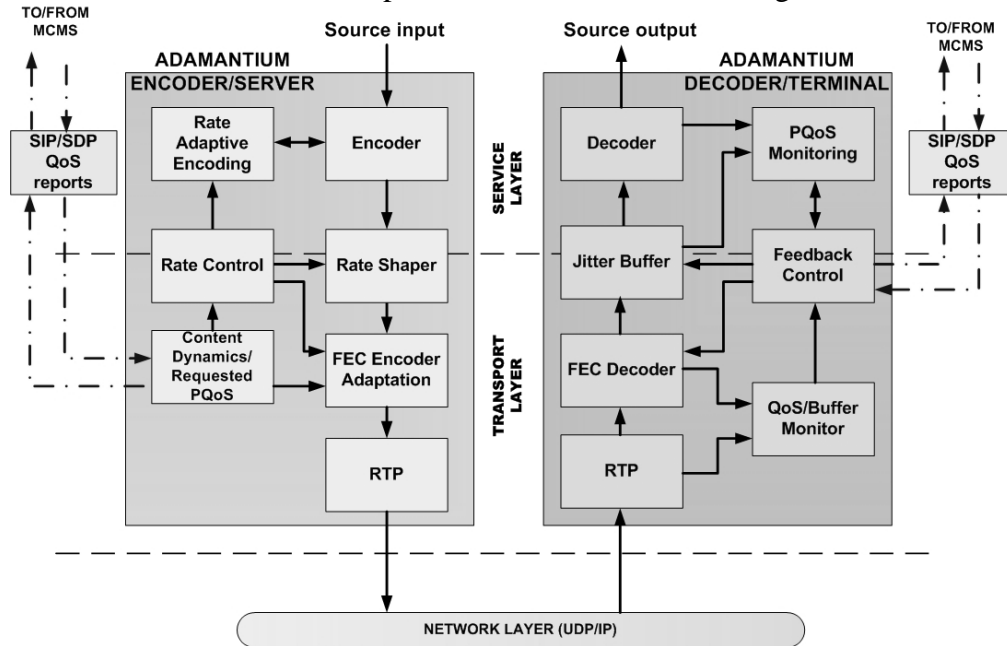 TO/FROM
MCMS
Source input
Source output
TO/FROM
MCMS
ADAMANTIUM
ENCODER/SERVER
ADAMANTIUM
DECODER/TERMINAL
SIP/SDP
QoS
reports
Rate
Adaptive
Encoding
Encoder
SERVICE
LAYER
Decoder
PQoS
Monitoring
SIP/SDP
QoS
reports
Rate Control
Rate Shaper
Jitter Buffer
Feedback
Control
Content
Dynamics/
Requested
PQoS
FEC Encoder
Adaptation
TRANSPORT
LAYER
FEC Decoder
QoS/Buffer
Monitor
RTP
RTP
NETWORK LAYER (UDP/IP)